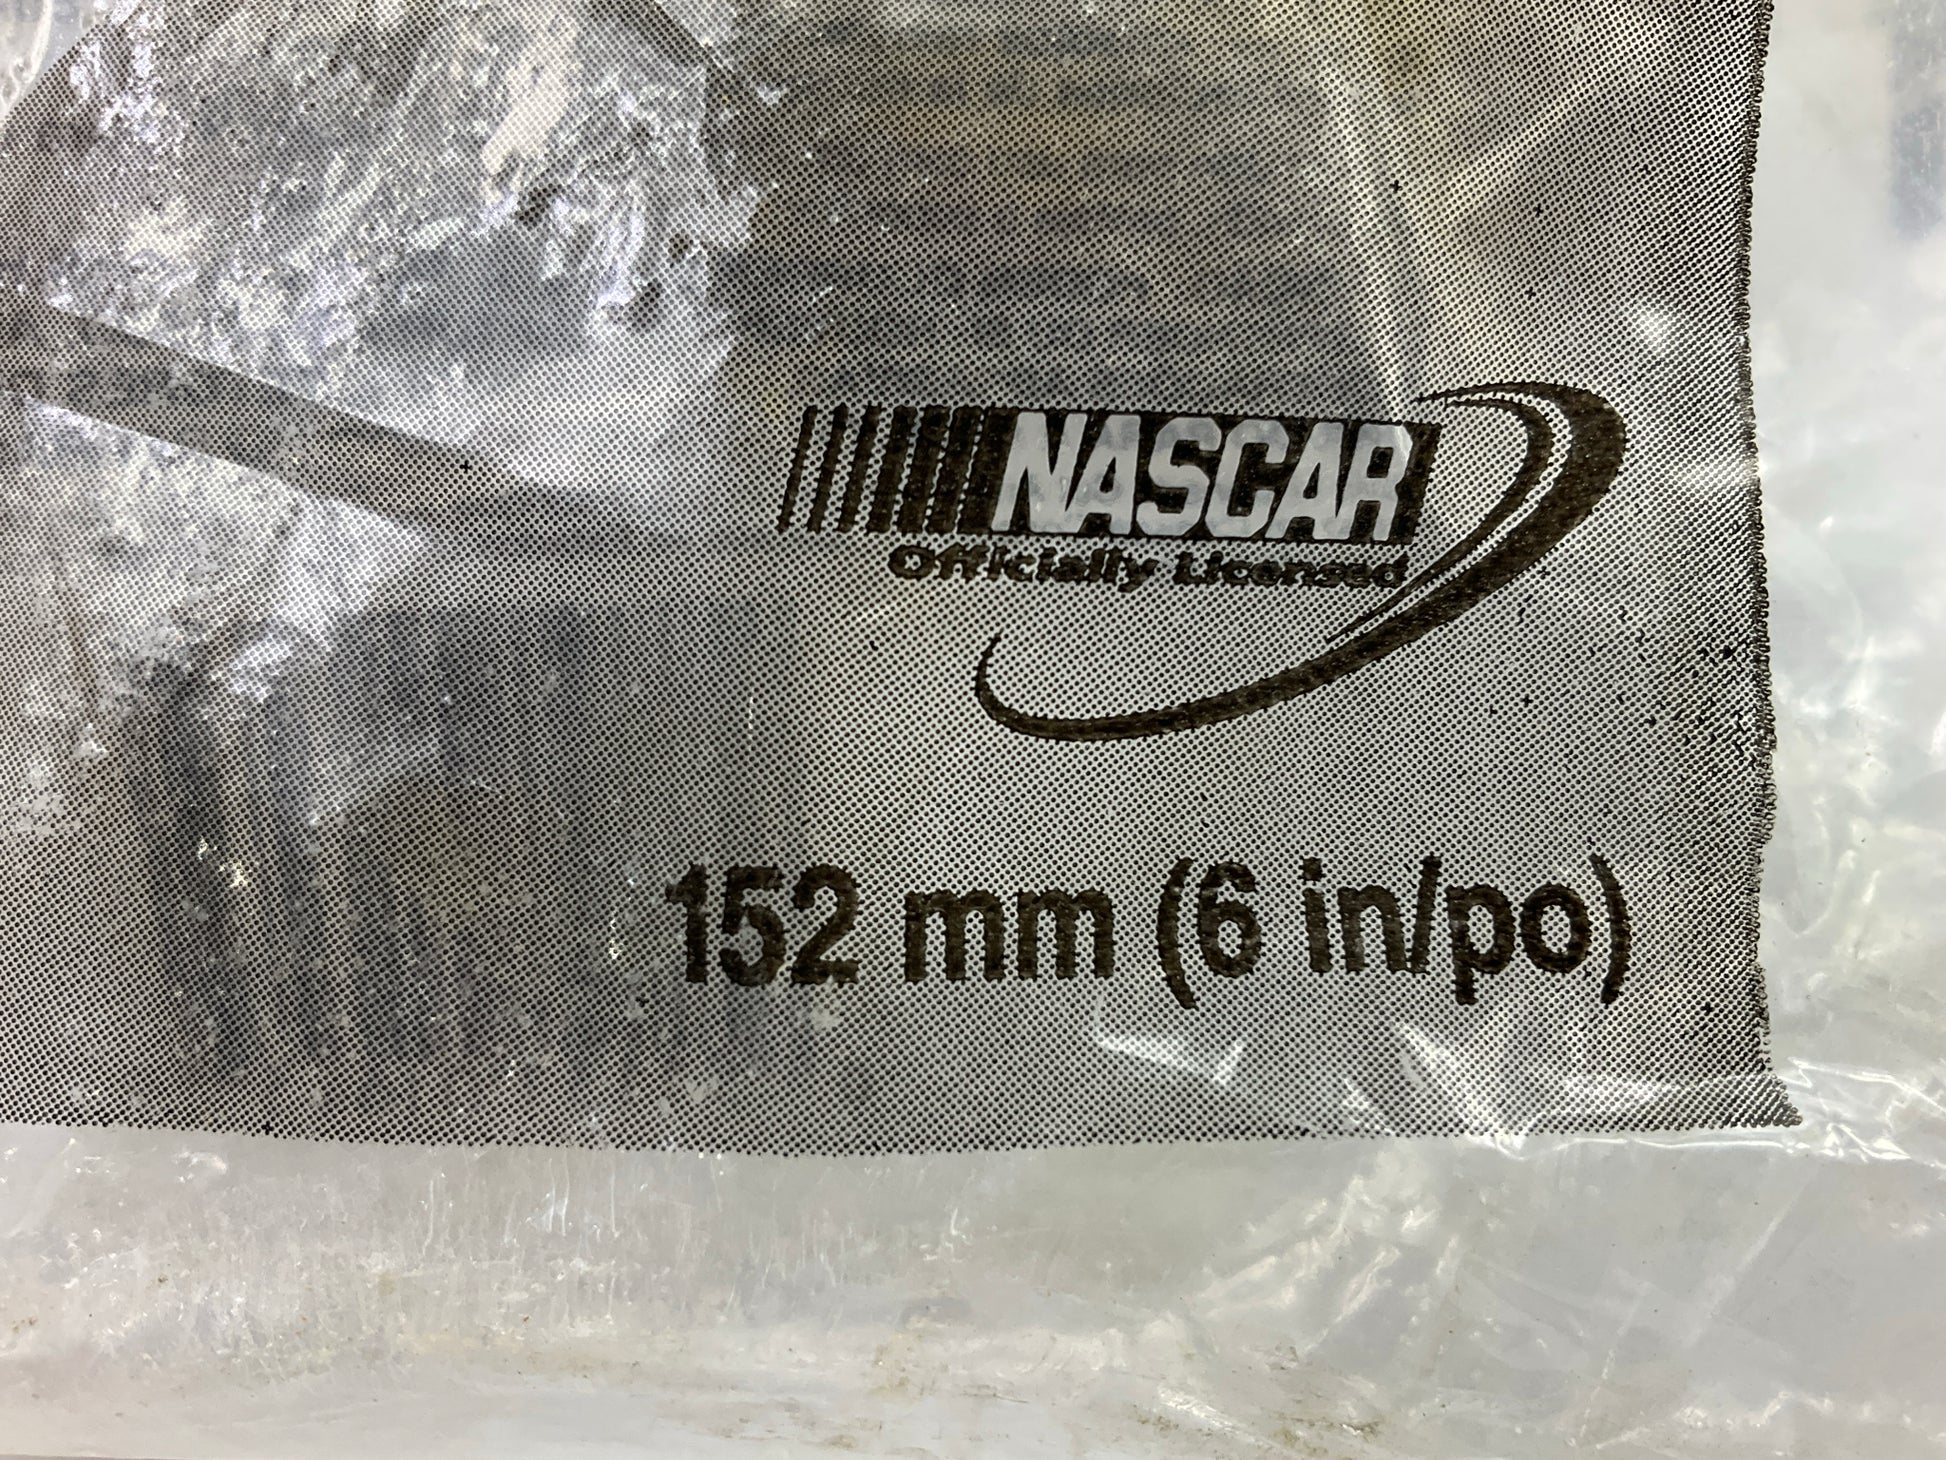 NASCAR
Officially Licensed
152 mm (6 in/po)